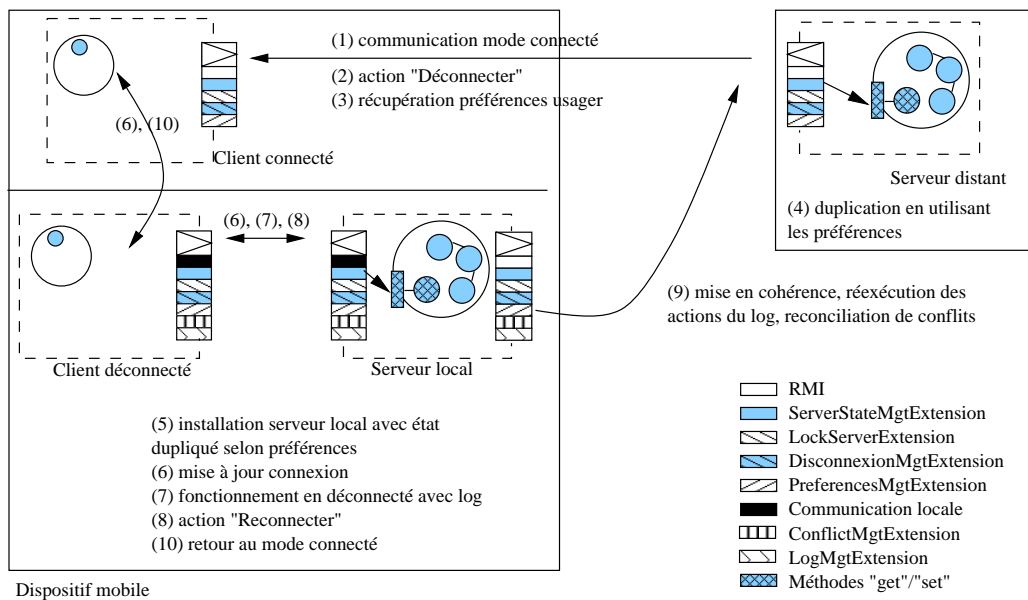 (1) communication mode connecté
(2) action "Déconnecter"
(3) récupération préférences usager
(6), (10)
Client connecté
Serveur distant
(4) duplication en utilisant
les préférences
(6), (7), (8)
(9) mise en cohérence, réexécution des
actions du log, reconciliation de conflits
Client déconnecté
Serveur local
(5) installation serveur local avec état
dupliqué selon préférences
(6) mise à jour connexion
(7) fonctionnement en déconnecté avec log
(8) action "Reconnecter"
(10) retour au mode connecté
RMI
ServerStateMgtExtension
LockServerExtension
DisconnexionMgtExtension
PreferencesMgtExtension
Communication locale
ConflictMgtExtension
LogMgtExtension
Méthodes "get"/"set"
Dispositif mobile